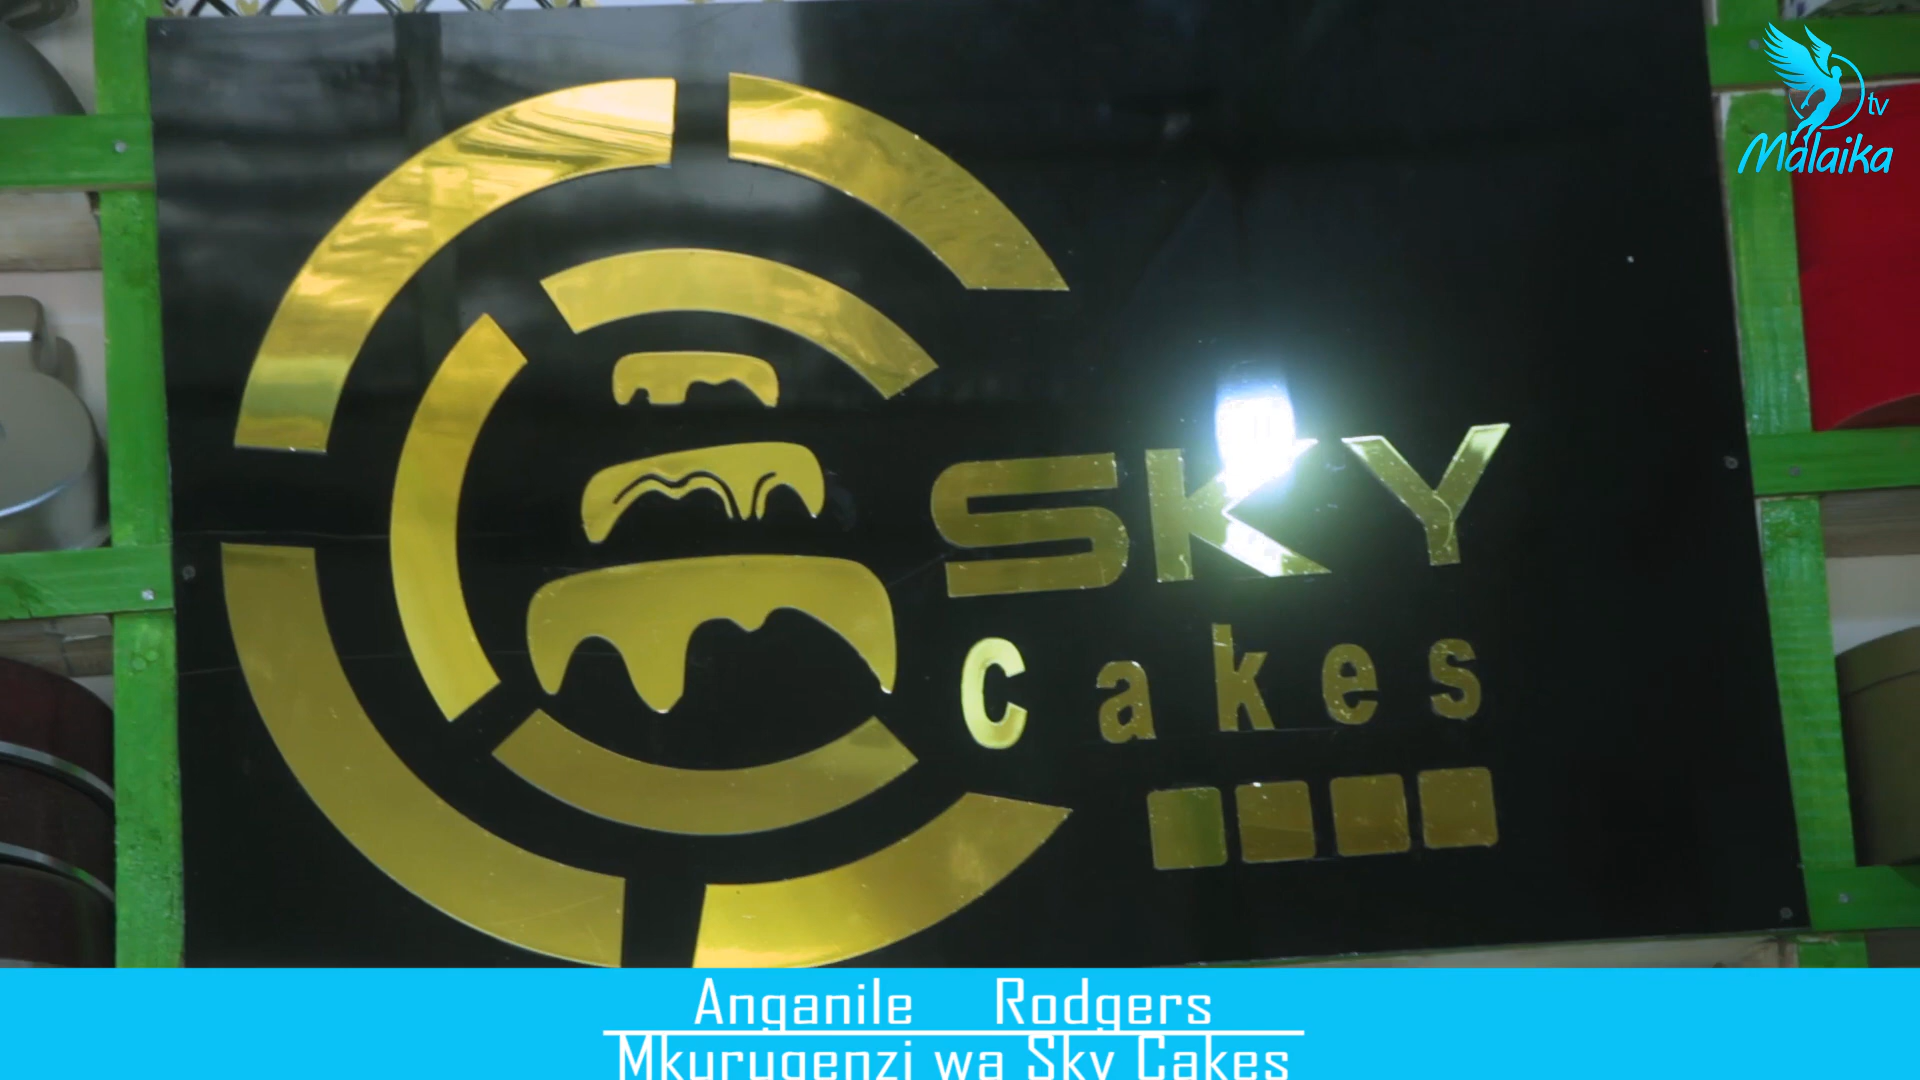 tv
Malaika
SKY
cakes
Anganile Rodgers
Mkurugenzi wa Sky Cakes